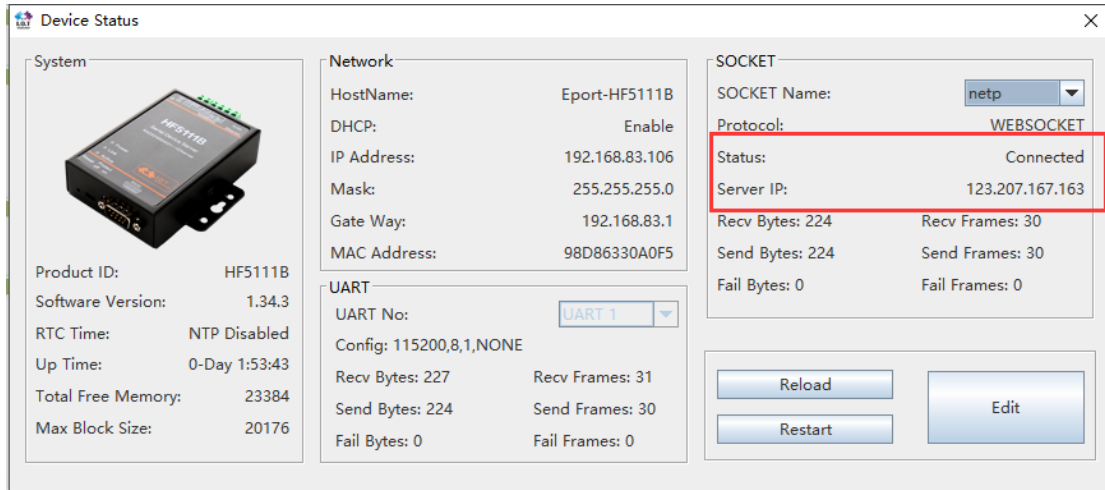 Device Status
System
HF5111B
Serial Device Server
Product ID: HF5111B
Software Version: 1.34.3
RTC Time: NTP Disabled
Up Time: 0-Day 1:53:43
Total Free Memory: 23384
Max Block Size: 20176
Network
HostName: Eport-HF5111B
DHCP: Enable
IP Address: 192.168.83.106
Mask: 255.255.255.0
Gate Way: 192.168.83.1
MAC Address: 98D86330A0F5
UART
UART No: UART 1
Config: 115200,8,1,NONE
Recv Bytes: 227 Recv Frames: 31
Send Bytes: 224 Send Frames: 30
Fail Bytes: 0 Fail Frames: 0
SOCKET
SOCKET Name: netp
Protocol: WEBSOCKET
Status: Connected
Server IP: 123.207.167.163
Recv Bytes: 224 Recv Frames: 30
Send Bytes: 224 Send Frames: 30
Fail Bytes: 0 Fail Frames: 0
Reload
Restart
Edit